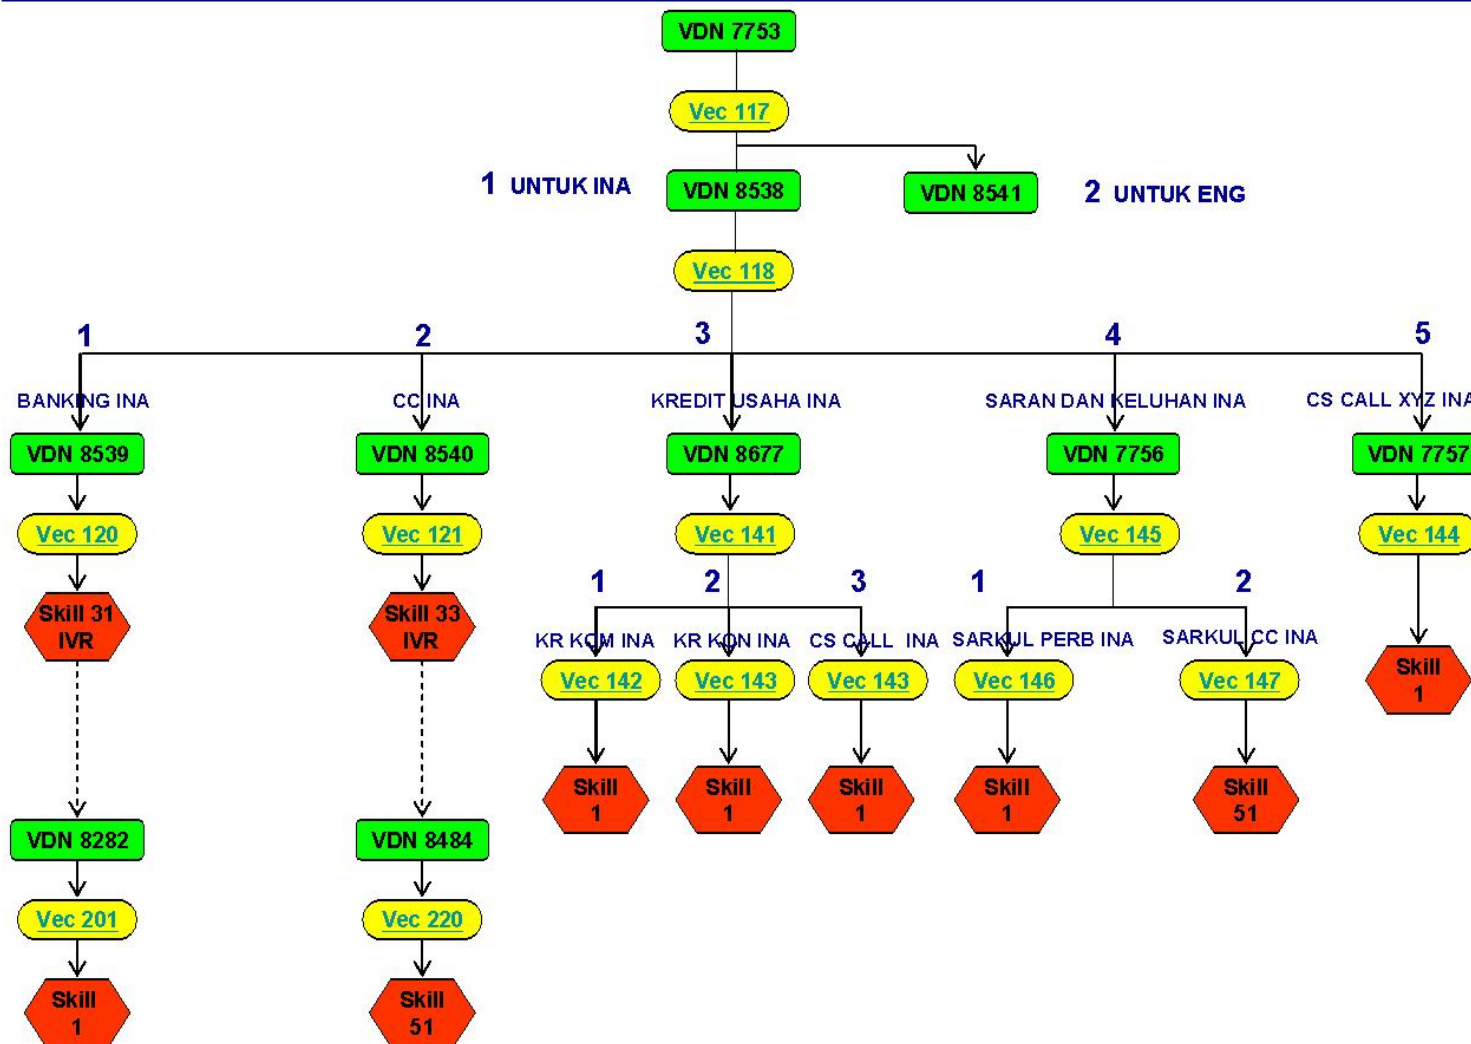 VDN 7753
Vec 117
1 UNTUK INA
VDN 8538
VDN 8541
2 UNTUK ENG
Vec 118
1
2
3
4
5
BANKING INA
CC INA
KREDIT USAHA INA
SARAN DAN KELUHAN INA
CS CALL XYZ INA
VDN 8539
VDN 8540
VDN 8677
VDN 7756
VDN 7757
Vec 120
Vec 121
Vec 141
Vec 145
Vec 144
1
2
3
1
2
Skill 31
IVR
Skill 33
IVR
KR KOM INA
KR KON INA
CS CALL INA
SARKUL PERB INA
SARKUL CC INA
Vec 142
Vec 143
Vec 143
Vec 146
Vec 147
Skill
1
Skill
1
Skill
1
Skill
1
Skill
1
Skill
51
VDN 8282
VDN 8484
Vec 201
Vec 220
Skill
1
Skill
51